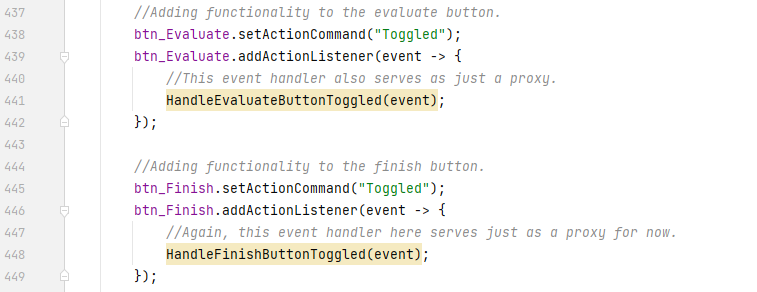 437 //Adding functionality to the evaluate button.
438 btn_Evaluate.setActionCommand("Toggled");
439 btn_Evaluate.addActionListener(event -> {
440 //This event handler also serves as just a proxy.
441 HandleEvaluateButtonToggled(event);
442 });
443
444 //Adding functionality to the finish button.
445 btn_Finish.setActionCommand("Toggled");
446 btn_Finish.addActionListener(event -> {
447 //Again, this event handler here serves just as a proxy for now.
448 HandleFinishButtonToggled(event);
449 });